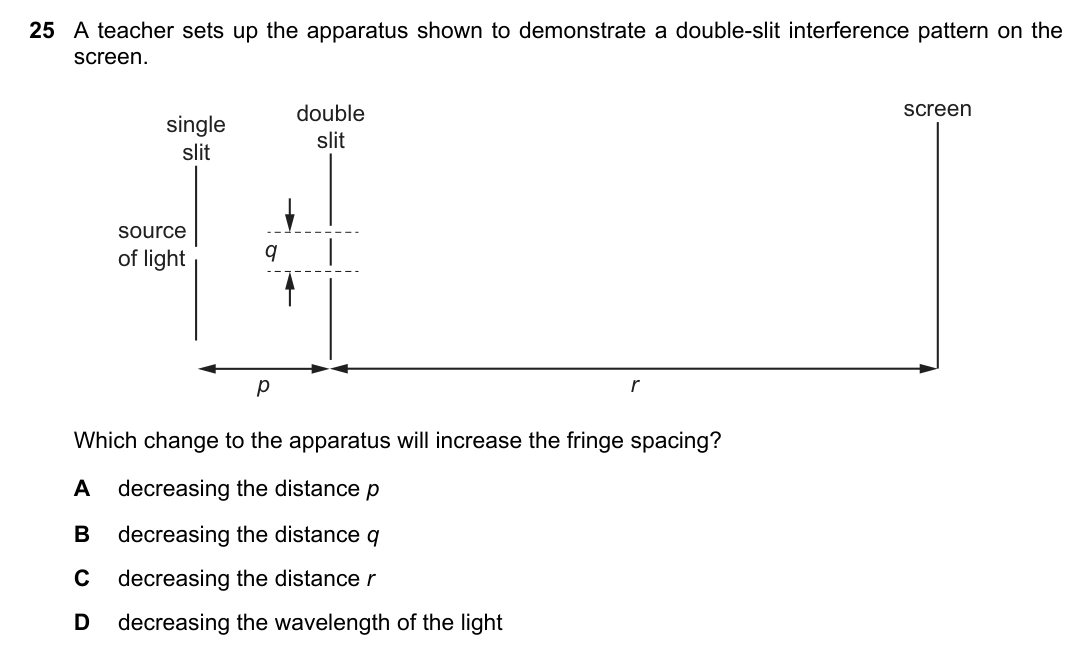 25 A teacher sets up the apparatus shown to demonstrate a double-slit interference pattern on the
screen.
single
slit
double
slit
screen
source
of light
q
p
r
Which change to the apparatus will increase the fringe spacing?
A decreasing the distance p
B decreasing the distance q
C decreasing the distance r
D decreasing the wavelength of the light